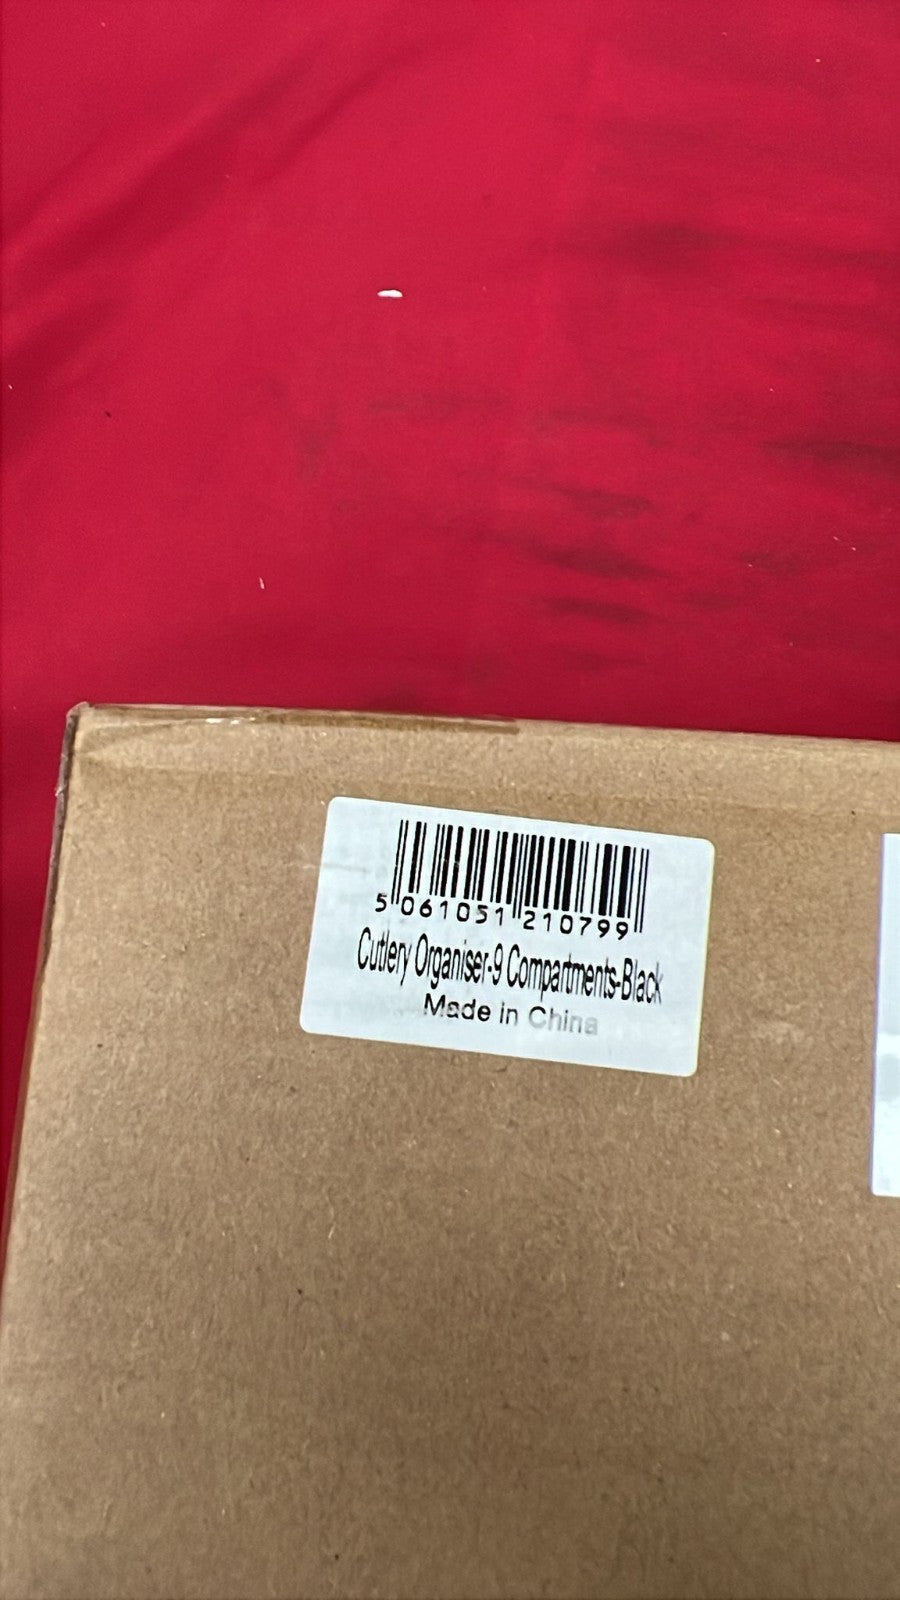 5 061051 210799
Cutlery Organiser-9 Compartments-Black
Made in China